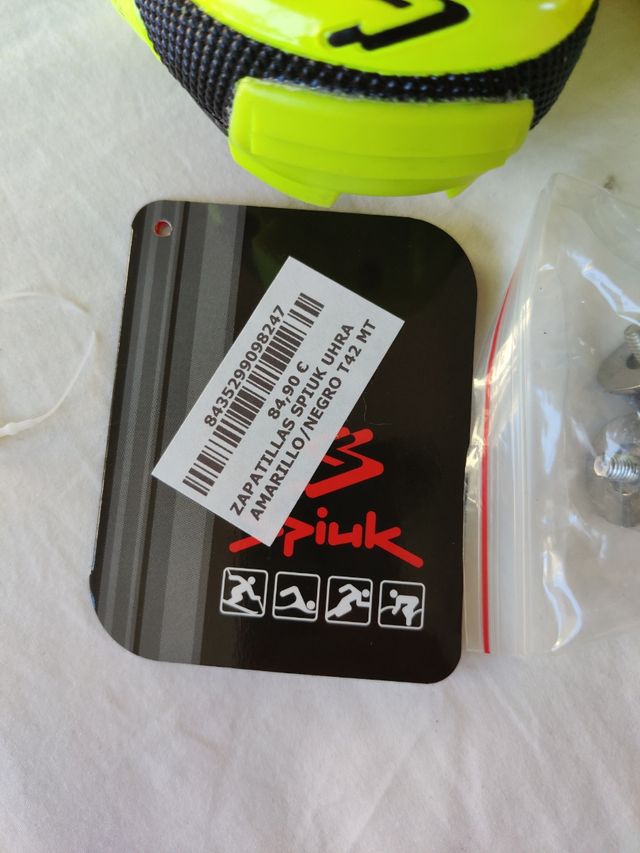 8435299098247
84,90 €
ZAPATILLAS SPIUK UHRA
AMARILLO/NEGRO T42 MT
spiuk